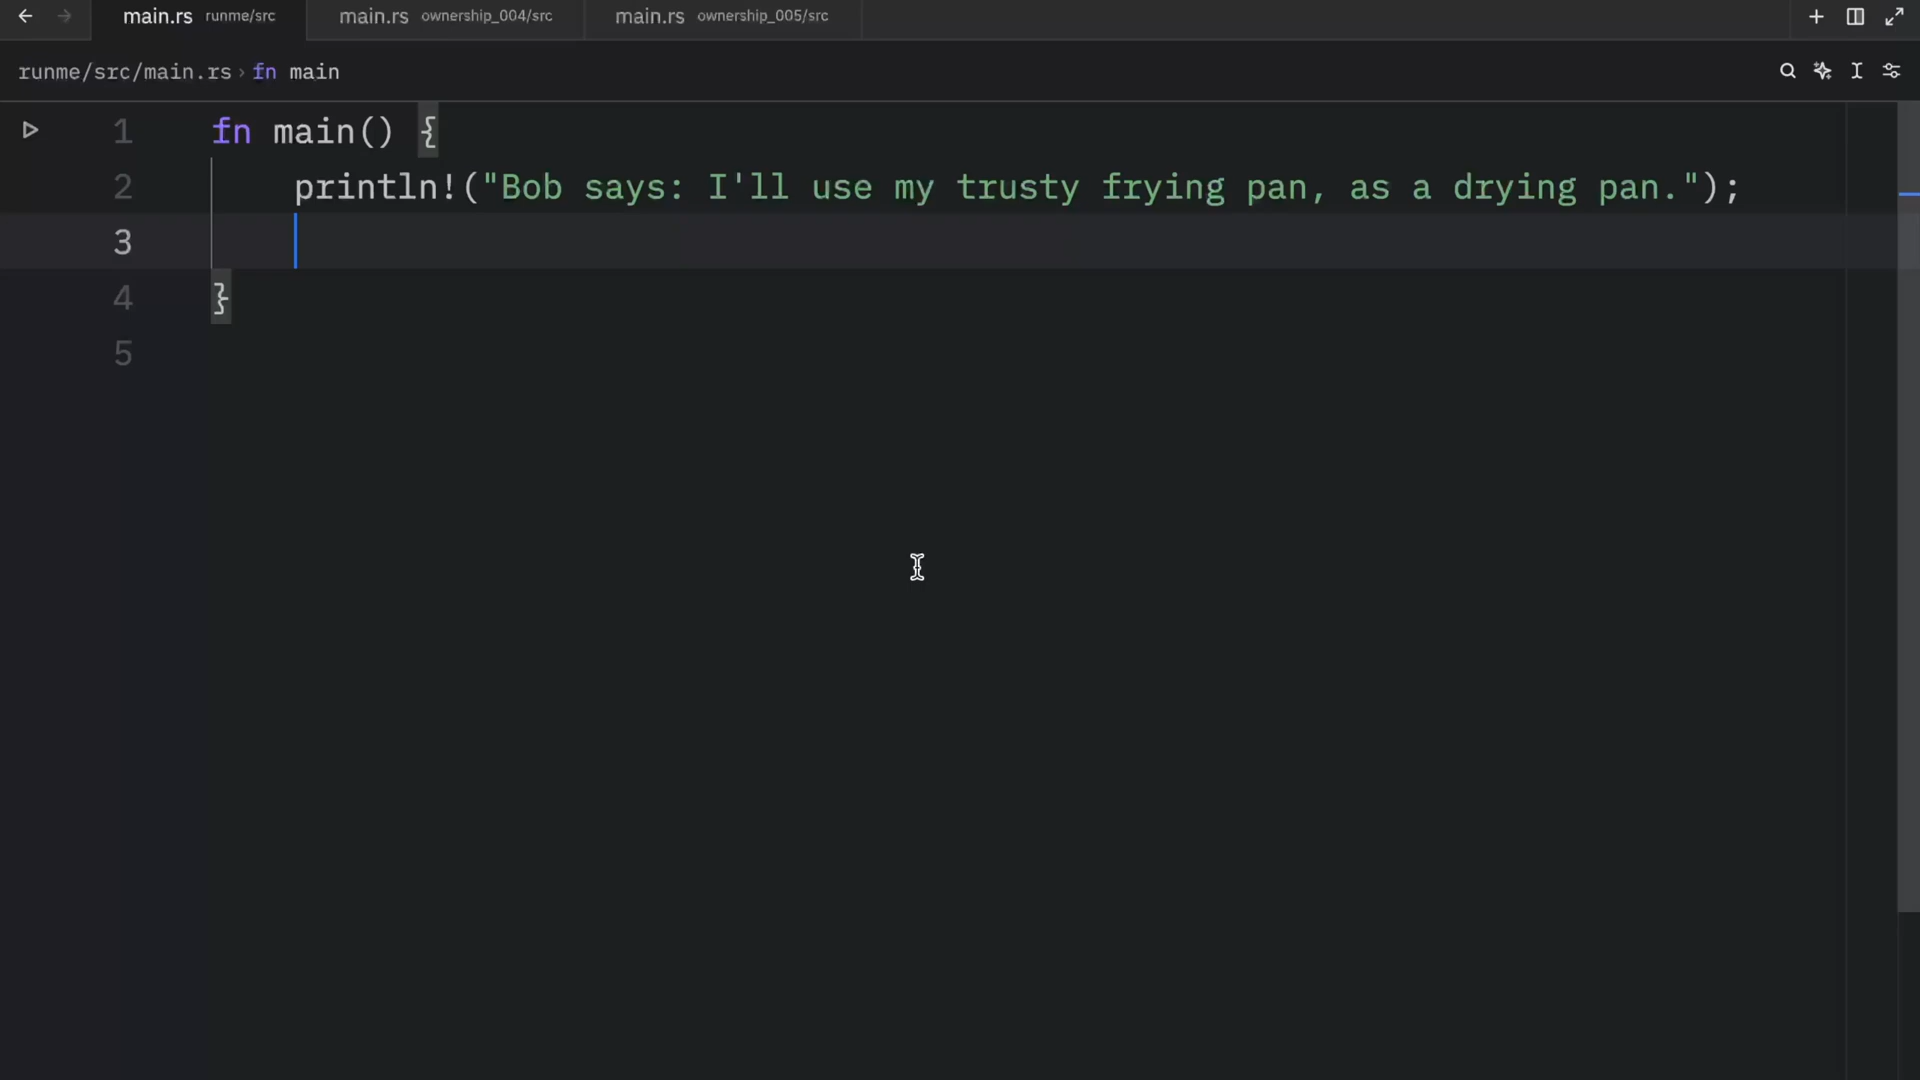 main.rs runme/src main.rs ownership_004/src main.rs ownership_005/src
runme/src/main.rs › fn main
1 fn main() {
2 println!("Bob says: I'll use my trusty frying pan, as a drying pan.");
3
4 }
5